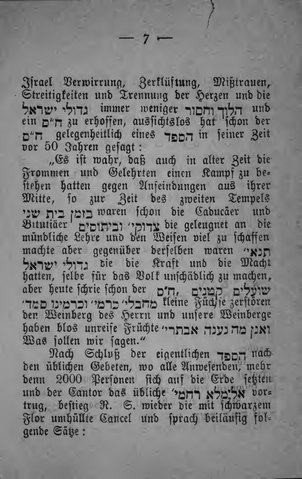 — 7 —
Israel Verwirrung, Zerklüftung, Mißtrauen,
Streitigkeiten und Trennung der Herzen und die
גדולי ישראל immer weniger הלוך וחסור und
ein ח"ם zu erhoffen, aussichtslos hat schon der
ח"ם gelegenheitlich eines הספד in seiner Zeit
vor 50 Jahren gesagt:
„Es ist wahr, daß auch in alter Zeit die
Frommen und Gelehrten einen Kampf zu be-
stehen hatten gegen Anfeindungen aus ihrer
Mitte, so zur Zeit des zweiten Tempels
בזמן בית שני waren schon die Caducäer und
Bitutiäer צדוקי' וביתוסים die geleugnet an die
mündliche Lehre und den Weisen viel zu schaffen
machte aber gegenüber derselben waren תנאי'
גדולי ישראל die die Kraft und die Macht
hatten, selbe für das Volk unschädlich zu machen,
aber heute schrie schon der ח"ם שועלים קטנים,
מחבלי' כרמי' וכרמינו סמדר kleine Füchse zerstören
den Weinberg des Herrn und unsere Weinberge
haben blos unreife Früchte ואנן מה נענה אבתרי'
Was sollen wir sagen."
Nach Schluß der eigentlichen הספד nach
den üblichen Gebeten, wo alle Anwesenden, mehr
denn 2000 Personen sich auf die Erde setzten
und der Cantor das übliche אלימלא רחמי' vor-
trug, bestieg R. S. wieder die mit schwarzem
Flor umhüllte Cancel und sprach beiläufig fol-
gende Sätze: